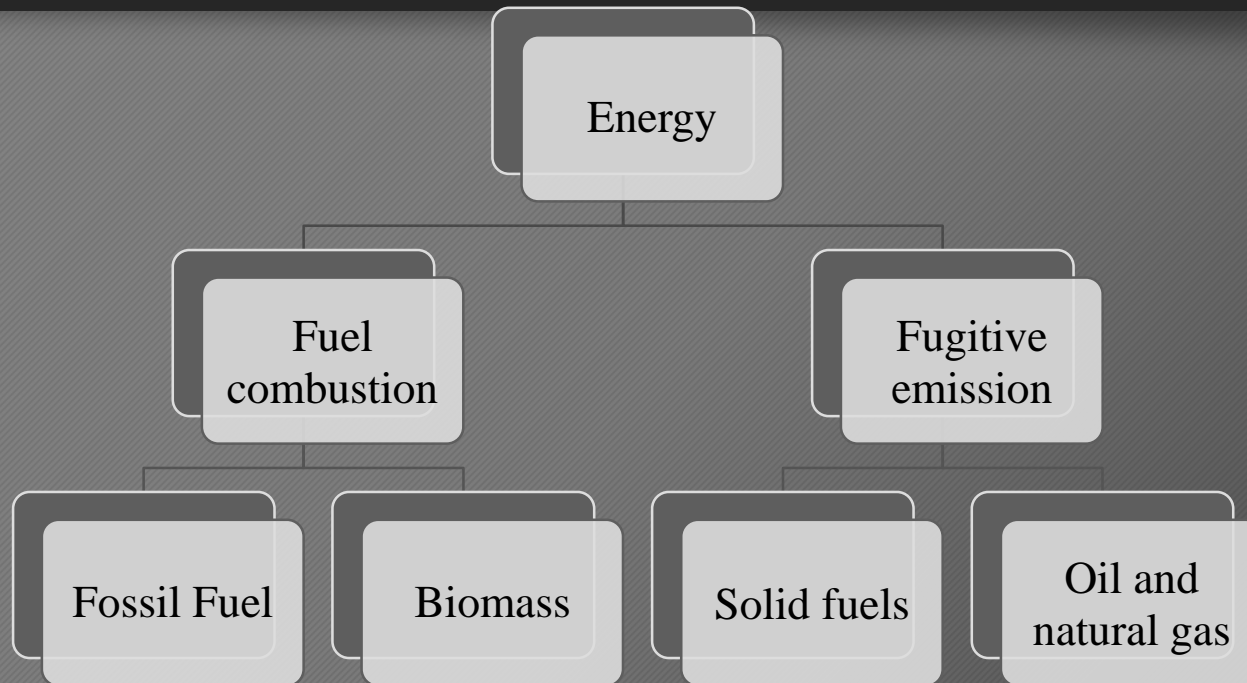 Energy
Fuel
combustion
Fugitive
emission
Fossil Fuel
Biomass
Solid fuels
Oil and
natural gas